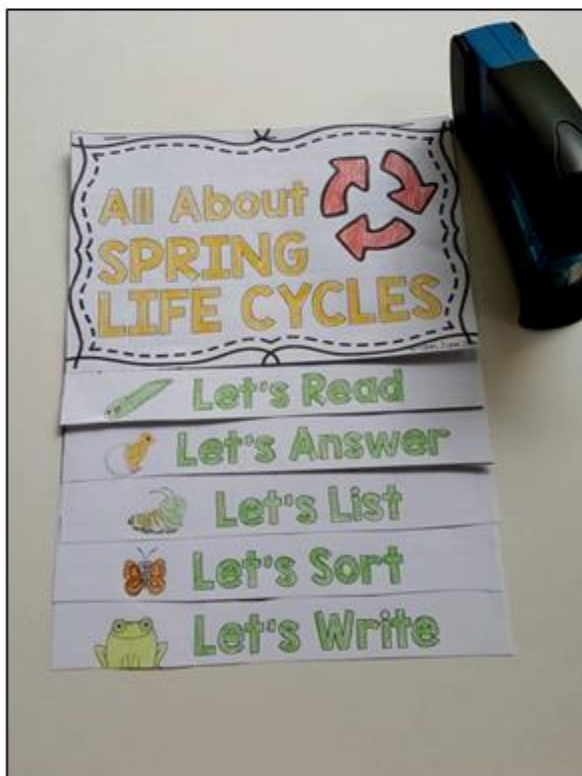 All About
SPRING
LIFE CYCLES
Let's Read
Let's Answer
Let's List
Let's Sort
Let's Write